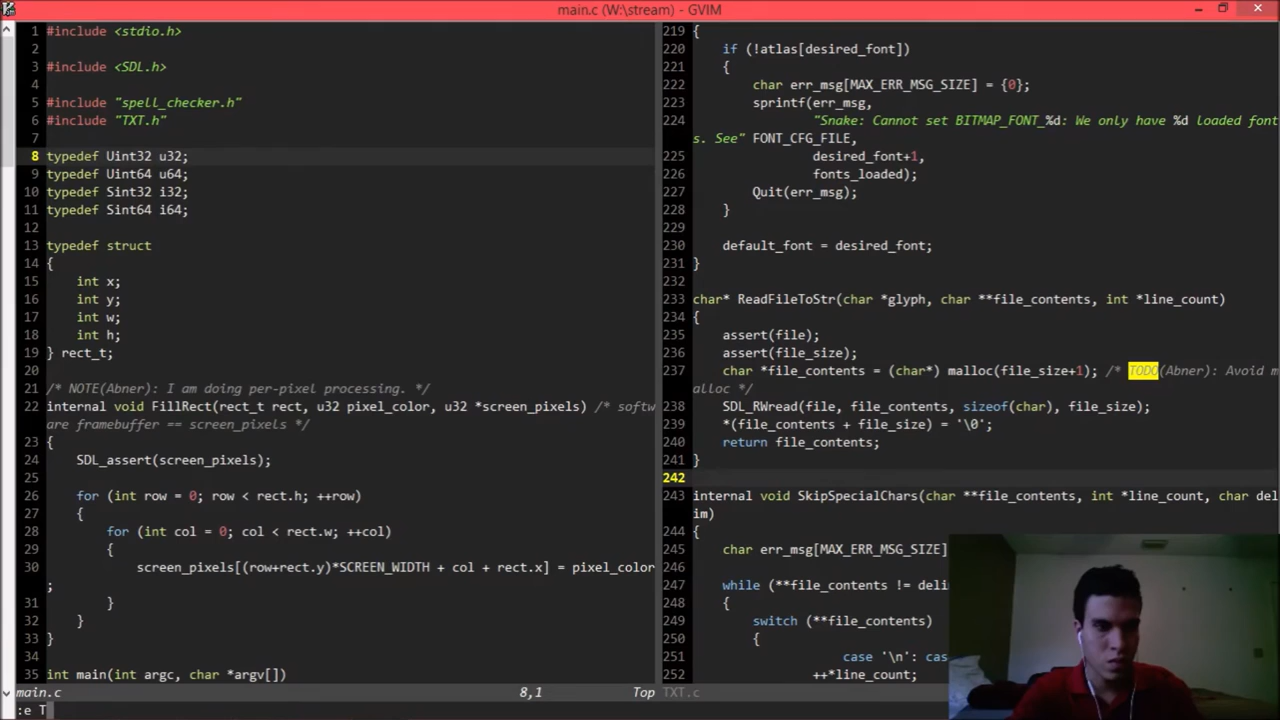 main.c (W:\stream) - GVIM
1 #include <stdio.h>
2
3 #include <SDL.h>
4
5 #include "spell_checker.h"
6 #include "TXT.h"
7
8 typedef Uint32 u32;
9 typedef Uint64 u64;
10 typedef Sint32 i32;
11 typedef Sint64 i64;
12
13 typedef struct
14 {
15     int x;
16     int y;
17     int w;
18     int h;
19 } rect_t;
20
21 /* NOTE(Abner): I am doing per-pixel processing. */
22 internal void FillRect(rect_t rect, u32 pixel_color, u32 *screen_pixels) /* softw
are framebuffer == screen_pixels */
23 {
24     SDL_assert(screen_pixels);
25
26     for (int row = 0; row < rect.h; ++row)
27     {
28         for (int col = 0; col < rect.w; ++col)
29         {
30             screen_pixels[(row+rect.y)*SCREEN_WIDTH + col + rect.x] = pixel_color
;
31         }
32     }
33 }
34
35 int main(int argc, char *argv[])
main.c 8,1 Top
:e T
219 {
220     if (!atlas[desired_font])
221     {
222         char err_msg[MAX_ERR_MSG_SIZE] = {0};
223         sprintf(err_msg,
224                 "Snake: Cannot set BITMAP_FONT_%d: We only have %d loaded font
s. See" FONT_CFG_FILE,
225                 desired_font+1,
226                 fonts_loaded);
227         Quit(err_msg);
228     }
229
230     default_font = desired_font;
231 }
232
233 char* ReadFileToStr(char *glyph, char **file_contents, int *line_count)
234 {
235     assert(file);
236     assert(file_size);
237     char *file_contents = (char*) malloc(file_size+1); /* TODO(Abner): Avoid m
alloc */
238     SDL_RWread(file, file_contents, sizeof(char), file_size);
239     *(file_contents + file_size) = '\0';
240     return file_contents;
241 }
242
243 internal void SkipSpecialChars(char **file_contents, int *line_count, char del
im)
244 {
245     char err_msg[MAX_ERR_MSG_SIZE]
246
247     while (**file_contents != deli
248     {
249         switch (**file_contents)
250         {
251             case '\n': cas
252             ++*line_count;
TXT.c